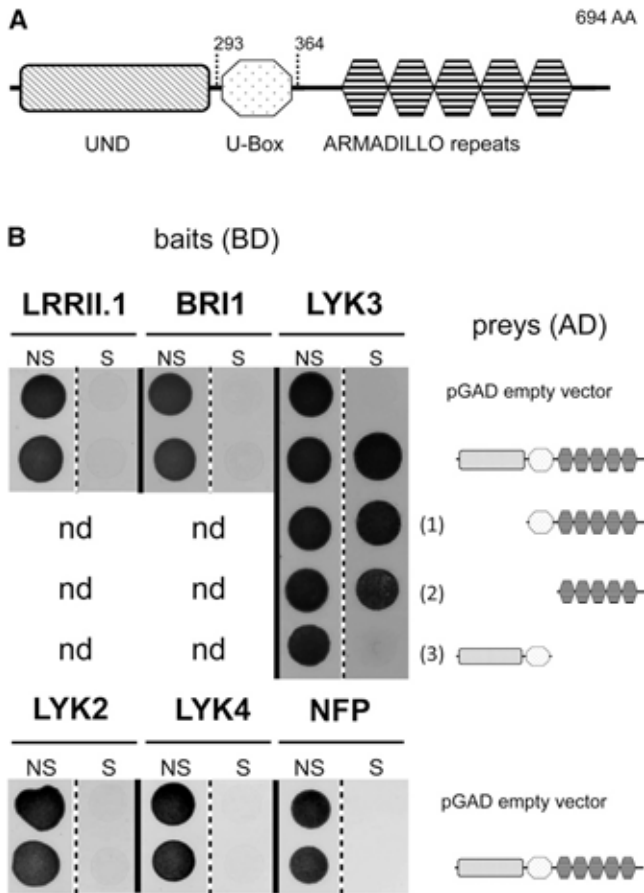 A
694 AA
293
364
UND
U-Box
ARMADILLO repeats
B
baits (BD)
LRRII.1 BRI1 LYK3
preys (AD)
NS S NS S NS S
pGAD empty vector
nd nd (1)
nd nd (2)
nd nd (3)
LYK2 LYK4 NFP
NS S NS S NS S
pGAD empty vector